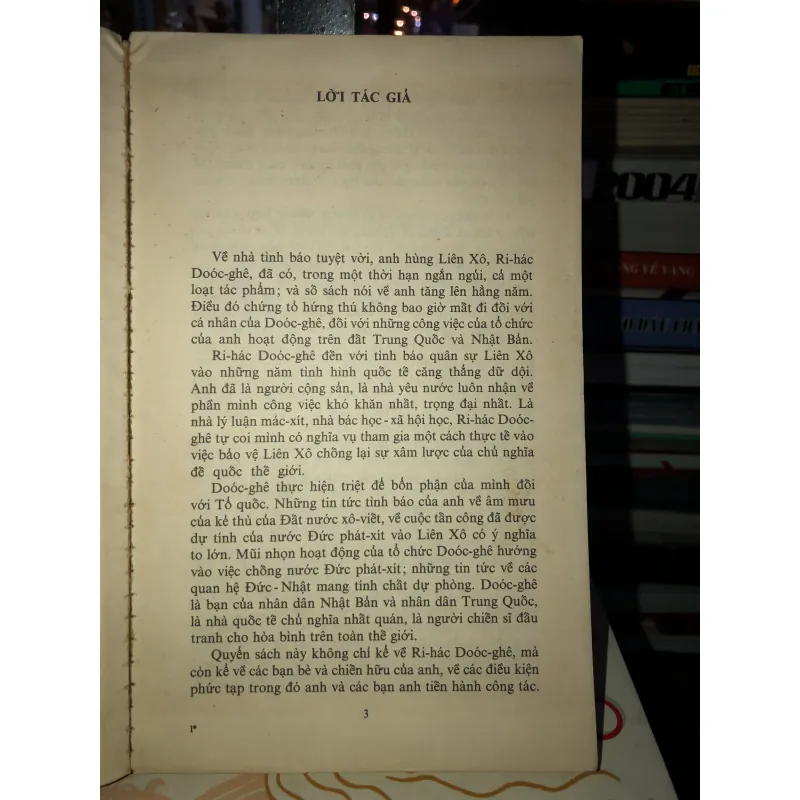 LỜI TÁC GIẢ
Về nhà tình báo tuyệt vời, anh hùng Liên Xô, Ri-hác
Doóc-ghê, đã có, trong một thời hạn ngắn ngủi, cả một
loạt tác phẩm; và số sách nói về anh tăng lên hằng năm.
Điều đó chứng tỏ hứng thú không bao giờ mất đi đối với
cá nhân của Doóc-ghê, đối với những công việc của tổ chức
của anh hoạt động trên đất Trung Quốc và Nhật Bản.
Ri-hác Doóc-ghê đến với tình báo quân sự Liên Xô
vào những năm tình hình quốc tế căng thẳng dữ dội.
Anh đã là người cộng sản, là nhà yêu nước luôn nhận về
phần mình công việc khó khăn nhất, trọng đại nhất. Là
nhà lý luận mác-xít, nhà bác học-xã hội học, Ri-hác Doóc-
ghê tự coi mình có nghĩa vụ tham gia một cách thực tế vào
việc bảo vệ Liên Xô chống lại sự xâm lược của chủ nghĩa
đế quốc thế giới.
Doóc-ghê thực hiện triệt để bổn phận của mình đối
với Tổ quốc. Những tin tức tình báo của anh về âm mưu
của kẻ thù của Đất nước xô-viết, về cuộc tấn công đã được
dự tính của nước Đức phát-xít vào Liên Xô có ý nghĩa
to lớn. Mũi nhọn hoạt động của tổ chức Doóc-ghê hướng
vào việc chống nước Đức phát-xít; những tin tức về các
quan hệ Đức-Nhật mang tính chất dự phòng. Doóc-ghê
là bạn của nhân dân Nhật Bản và nhân dân Trung Quốc,
là nhà quốc tế chủ nghĩa nhất quán, là người chiến sĩ đấu
tranh cho hòa bình trên toàn thế giới.
Quyển sách này không chỉ kể về Ri-hác Doóc-ghê, mà
còn kể về các bạn bè và chiến hữu của anh, về các điều kiện
phức tạp trong đó anh và các bạn anh tiến hành công tác.
3
1*
2004